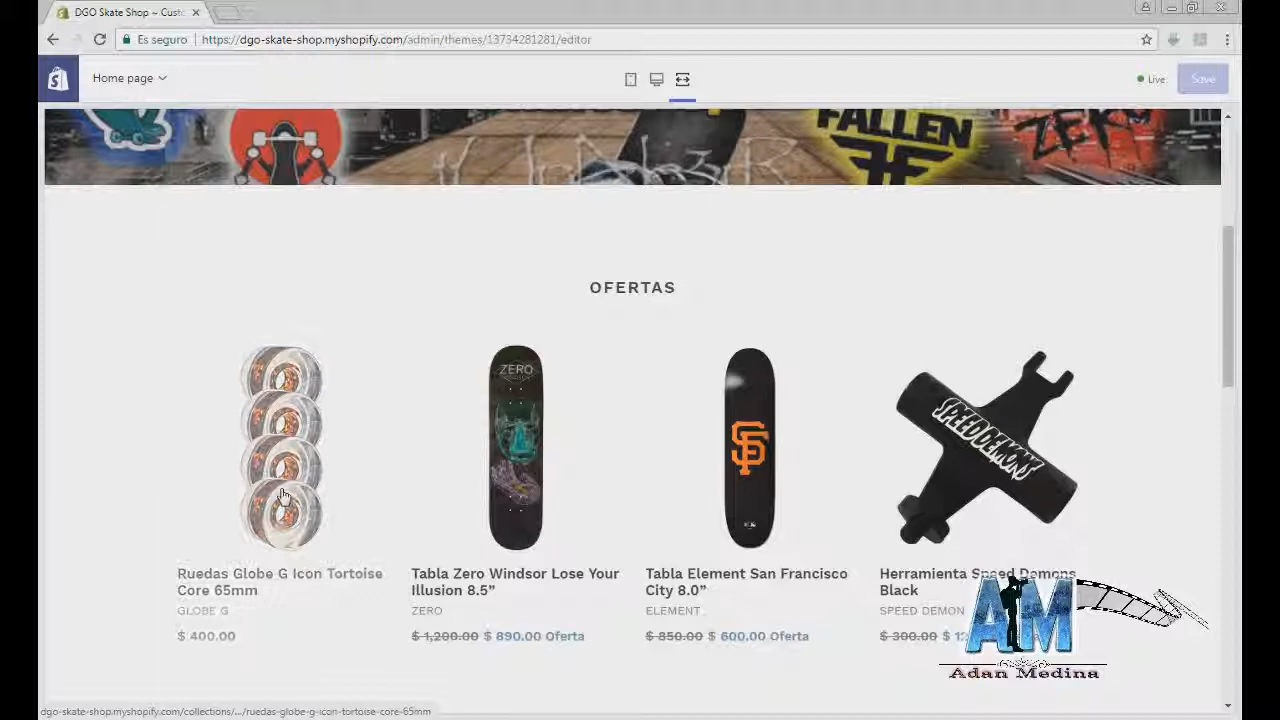 DGO Skate Shop ~ Custo
Es seguro
https://dgo-skate-shop.myshopify.com/admin/themes/13734281281/editor
Home page
Live
Save
FALLEN
OFERTAS
ZERO
WINDSOR
SF
SPEED DEMONS
Ruedas Globe G Icon Tortoise
Core 65mm
GLOBE G
$ 400.00
Tabla Zero Windsor Lose Your
Illusion 8.5”
ZERO
$ 1,200.00 $ 890.00 Oferta
Tabla Element San Francisco
City 8.0”
ELEMENT
$ 850.00 $ 600.00 Oferta
Herramienta Speed Demons
Black
SPEED DEMON
$ 300.00 $
AM
Adan Medina
dgo-skate-shop.myshopify.com/collections/.../ruedas-globe-g-icon-tortoise-core-65mm